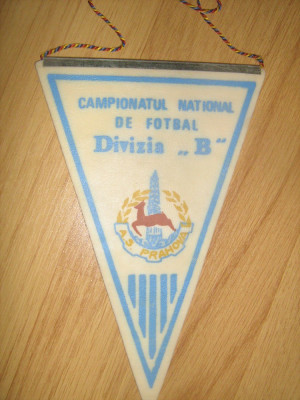 CAMPIONATUL NATIONAL
DE FOTBAL
Divizia „B"
A.S. PRAHOVA